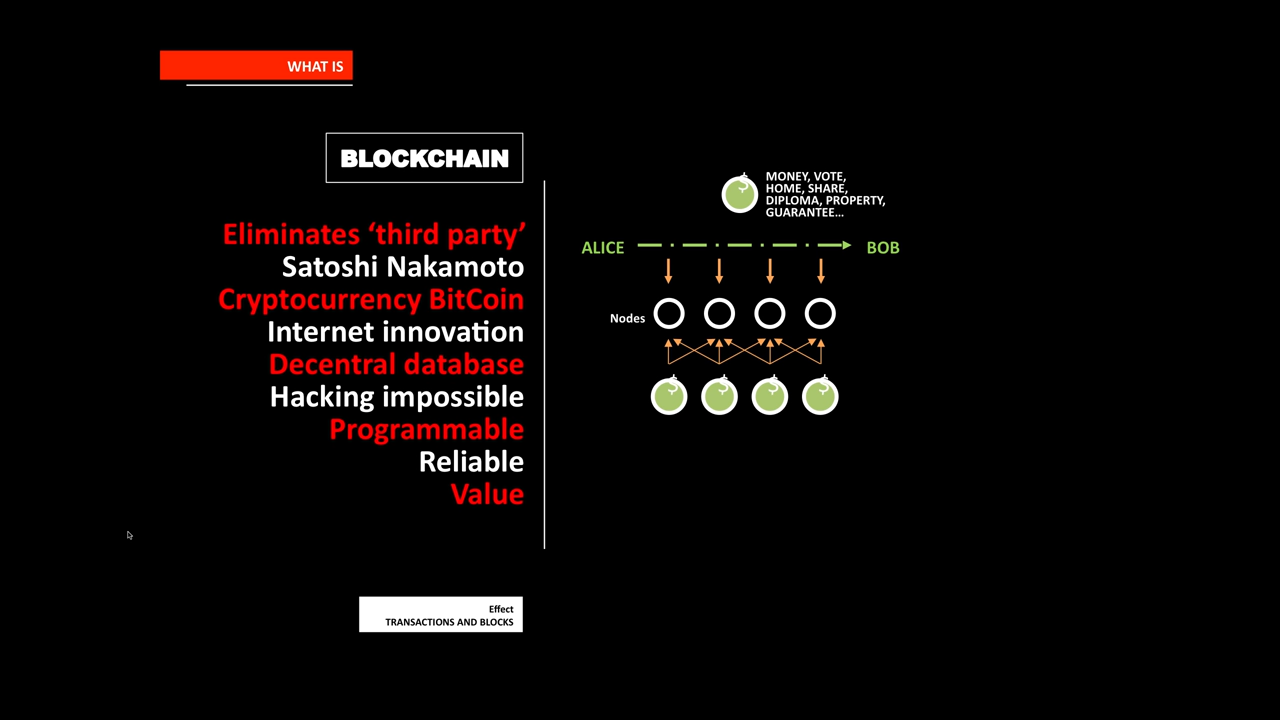 WHAT IS
BLOCKCHAIN
Eliminates ‘third party’
Satoshi Nakamoto
Cryptocurrency BitCoin
Internet innovation
Decentral database
Hacking impossible
Programmable
Reliable
Value
Effect
TRANSACTIONS AND BLOCKS
$
MONEY, VOTE,
HOME, SHARE,
DIPLOMA, PROPERTY,
GUARANTEE...
ALICE
BOB
Nodes
$ $ $ $